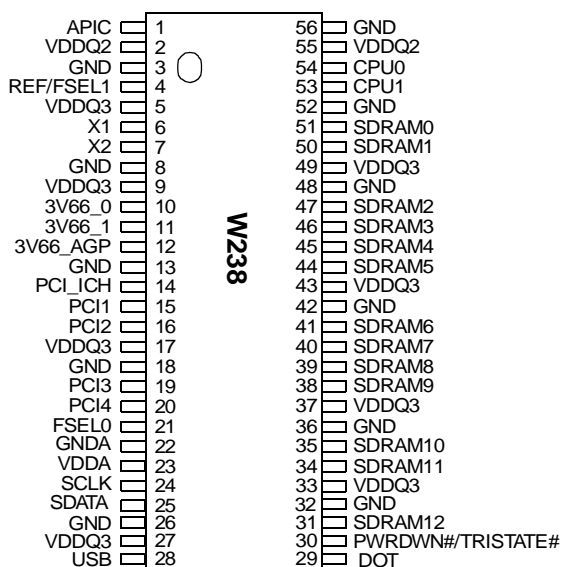 APIC 1 56 GND
VDDQ2 2 55 VDDQ2
GND 3 54 CPU0
REF/FSEL1 4 53 CPU1
VDDQ3 5 52 GND
X1 6 51 SDRAM0
X2 7 50 SDRAM1
GND 8 49 VDDQ3
VDDQ3 9 48 GND
3V66_0 10 47 SDRAM2
3V66_1 11 46 SDRAM3
3V66_AGP 12 45 SDRAM4
GND 13 44 SDRAM5
PCI_ICH 14 43 VDDQ3
PCI1 15 42 GND
PCI2 16 41 SDRAM6
VDDQ3 17 40 SDRAM7
GND 18 39 SDRAM8
PCI3 19 38 SDRAM9
PCI4 20 37 VDDQ3
FSEL0 21 36 GND
GNDA 22 35 SDRAM10
VDDA 23 34 SDRAM11
SCLK 24 33 VDDQ3
SDATA 25 32 GND
GND 26 31 SDRAM12
VDDQ3 27 30 PWRDWN#/TRISTATE#
USB 28 29 DOT
W238